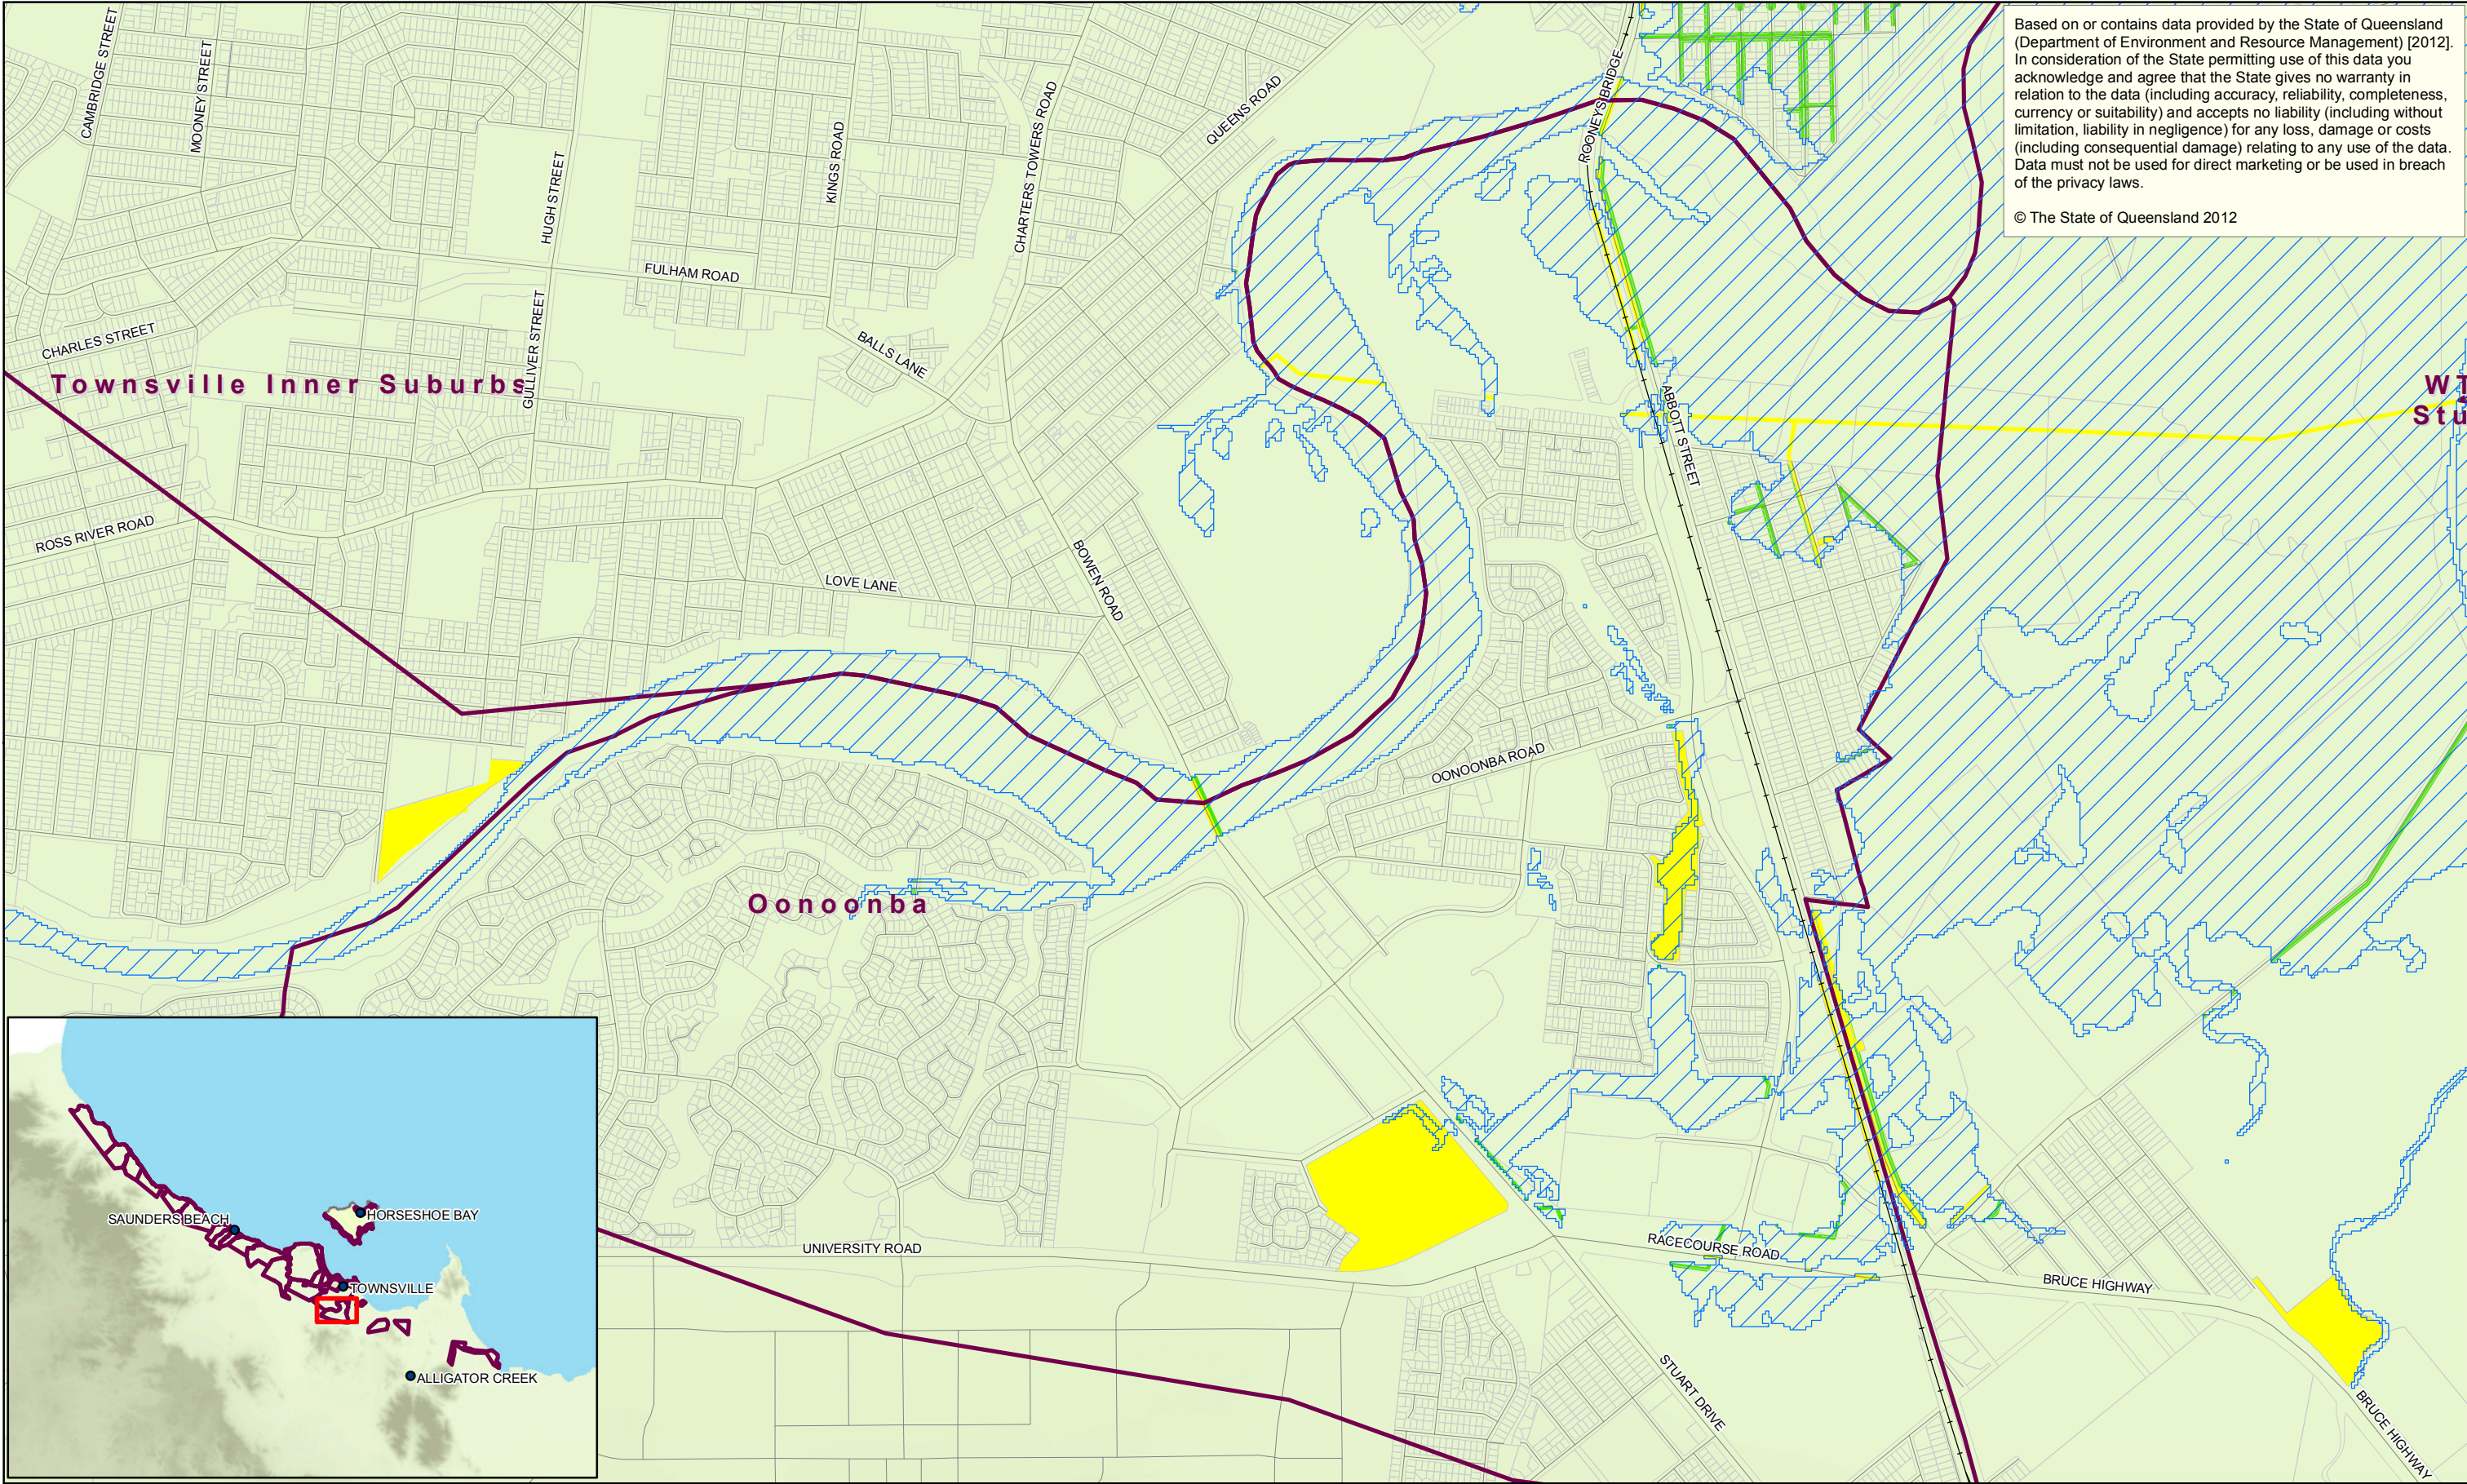 Based on or contains data provided by the State of Queensland
(Department of Environment and Resource Management) [2012].
In consideration of the State permitting use of this data you
acknowledge and agree that the State gives no warranty in
relation to the data (including accuracy, reliability, completeness,
currency or suitability) and accepts no liability (including without
limitation, liability in negligence) for any loss, damage or costs
(including consequential damage) relating to any use of the data.
Data must not be used for direct marketing or be used in breach
of the privacy laws.
© The State of Queensland 2012
CAMBRIDGE STREET
MOONEY STREET
HUGH STREET
KINGS ROAD
CHARTERS TOWERS ROAD
QUEENS ROAD
ROONEYS BRIDGE
FULHAM ROAD
CHARLES STREET
GULLIVER STREET
BALLS LANE
Townsville Inner Suburbs
ABBOTT STREET
WT
Stu
ROSS RIVER ROAD
LOVE LANE
BOWEN ROAD
OONOONBA ROAD
Oonoonba
UNIVERSITY ROAD
RACECOURSE ROAD
BRUCE HIGHWAY
STUART DRIVE
BRUCE HIGHWAY
SAUNDERS BEACH
HORSESHOE BAY
TOWNSVILLE
ALLIGATOR CREEK